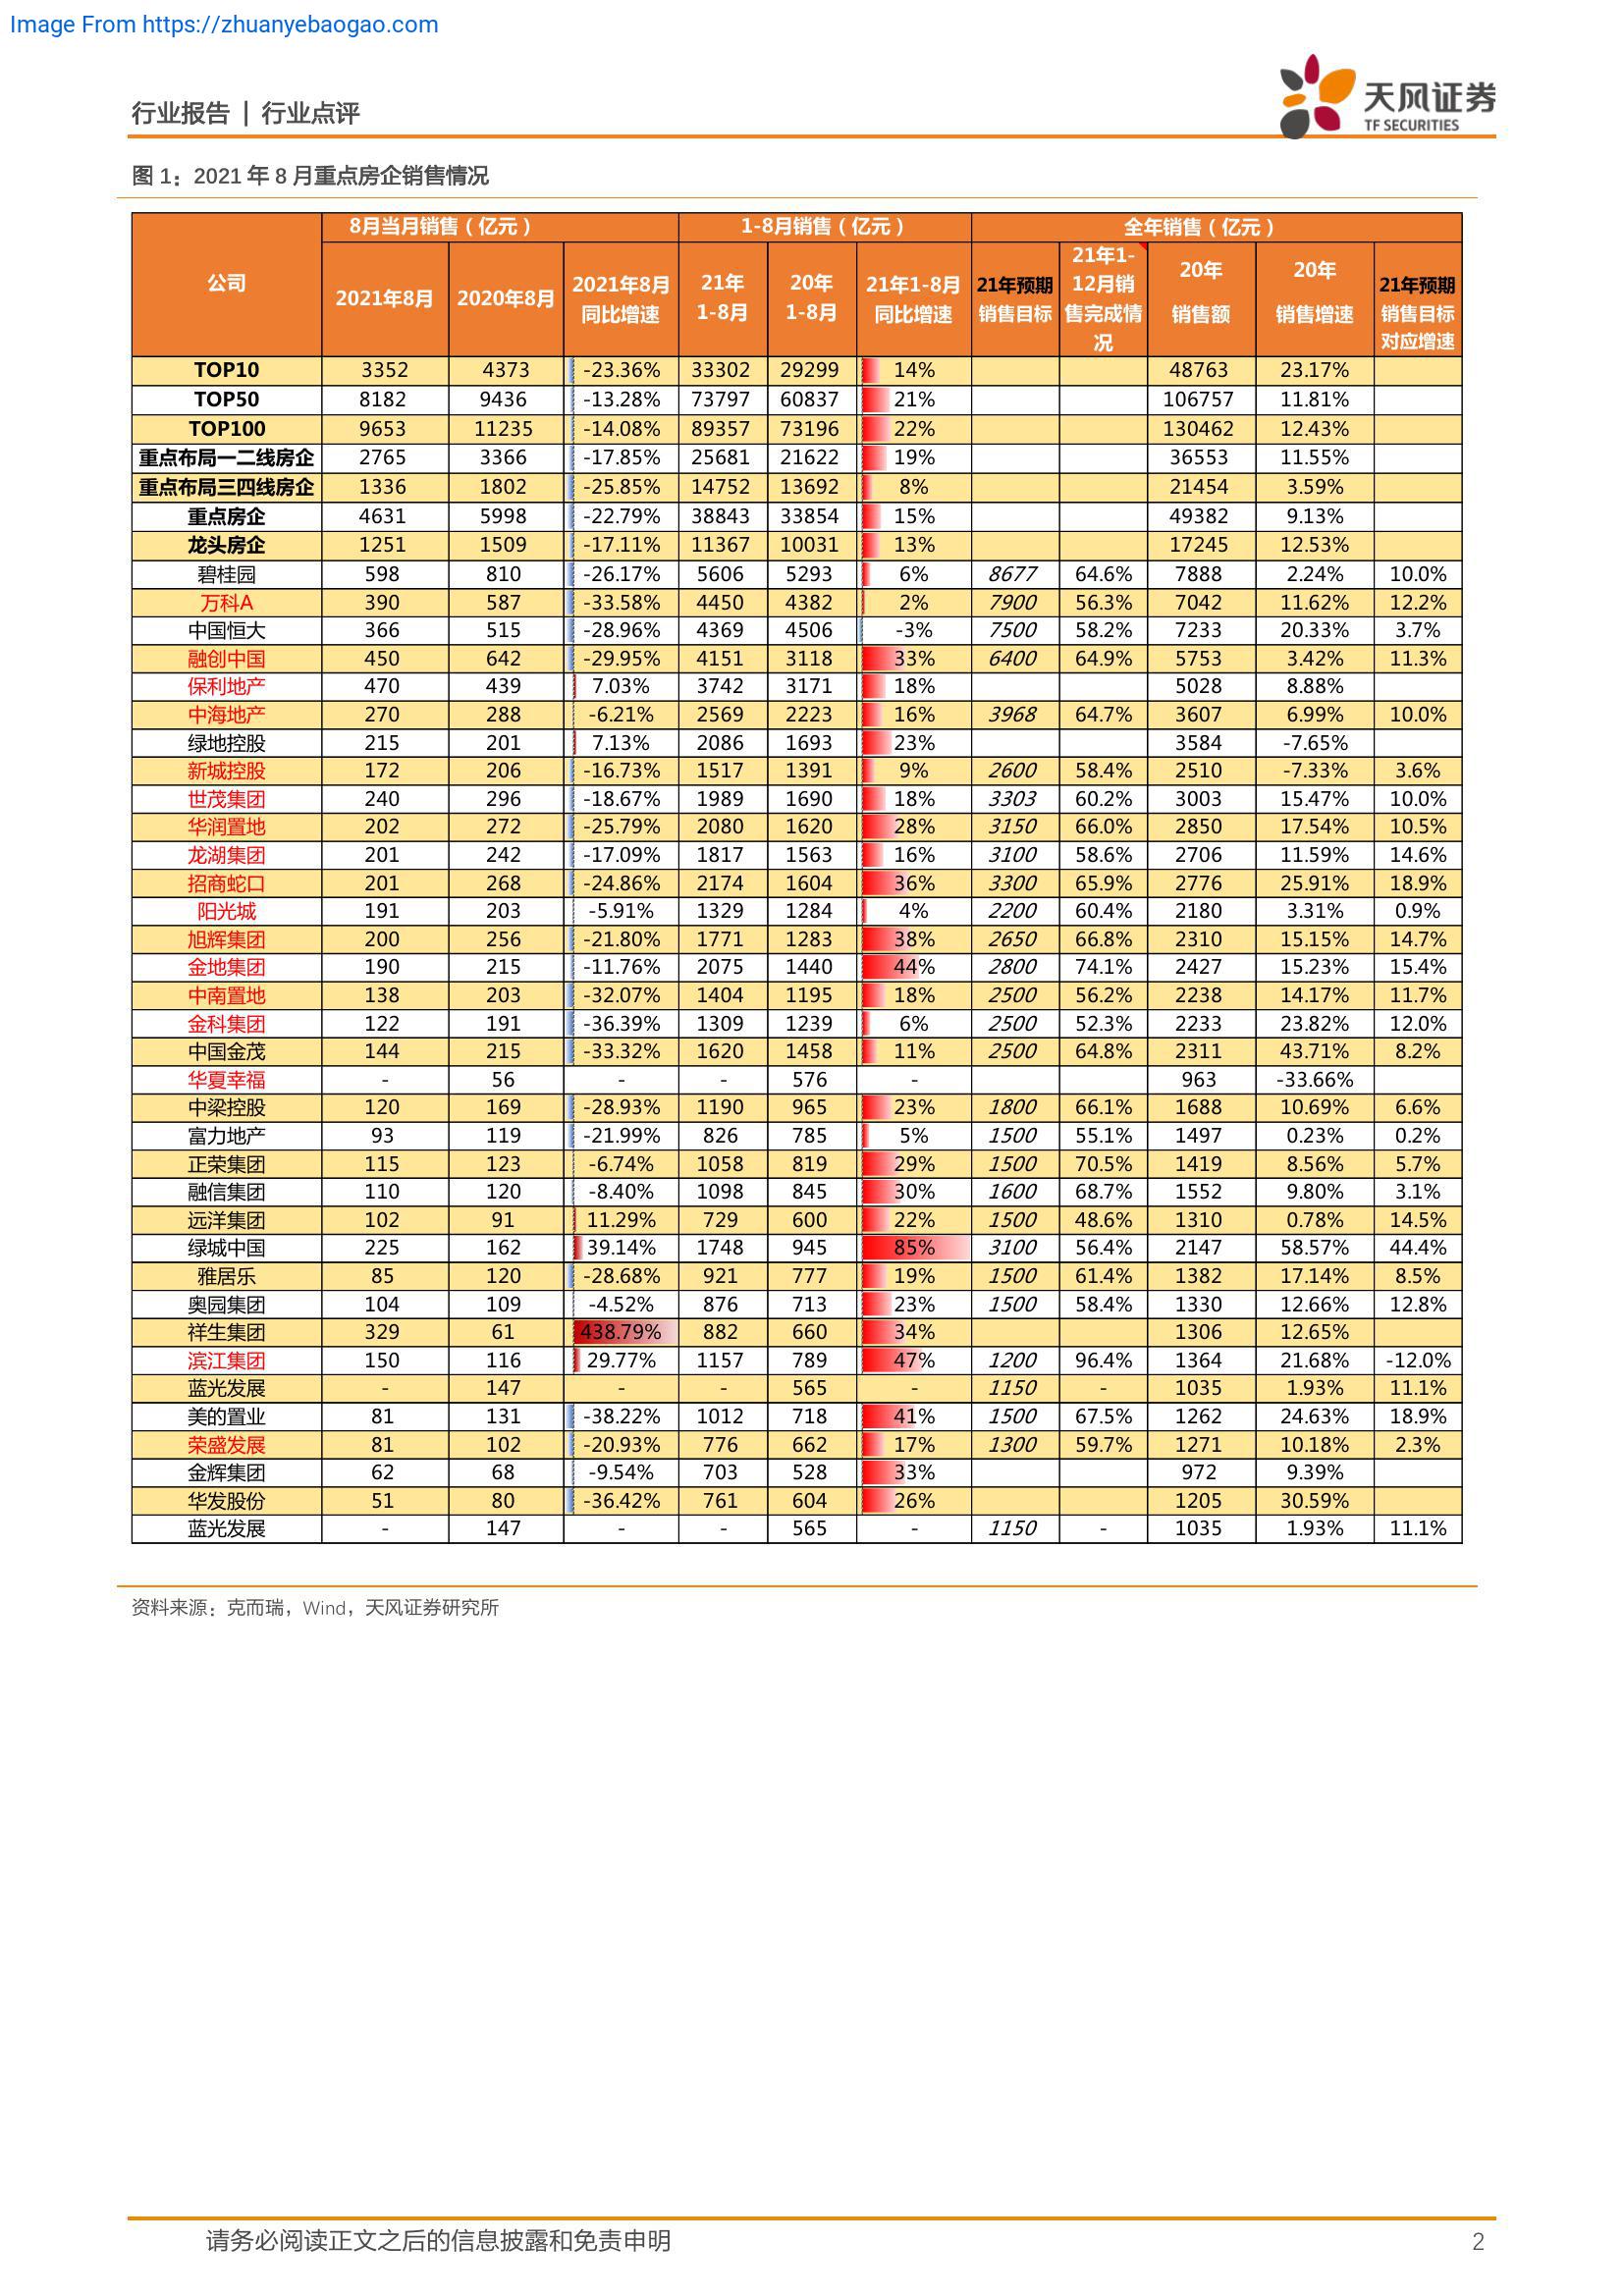 Image From https://zhuanyebaogao.com
行业报告 | 行业点评
天风证券
TF SECURITIES
图 1：2021 年 8 月重点房企销售情况
公司 8月当月销售（亿元） 1-8月销售（亿元） 全年销售（亿元）
2021年8月 2020年8月 2021年8月同比增速 21年1-8月 20年1-8月 21年1-8月同比增速 21年预期销售目标 21年1-12月销售完成情况 20年销售额 20年销售增速 21年预期销售目标对应增速
TOP10 3352 4373 -23.36% 33302 29299 14% 48763 23.17%
TOP50 8182 9436 -13.28% 73797 60837 21% 106757 11.81%
TOP100 9653 11235 -14.08% 89357 73196 22% 130462 12.43%
重点布局一二线房企 2765 3366 -17.85% 25681 21622 19% 36553 11.55%
重点布局三四线房企 1336 1802 -25.85% 14752 13692 8% 21454 3.59%
重点房企 4631 5998 -22.79% 38843 33854 15% 49382 9.13%
龙头房企 1251 1509 -17.11% 11367 10031 13% 17245 12.53%
碧桂园 598 810 -26.17% 5606 5293 6% 8677 64.6% 7888 2.24% 10.0%
万科A 390 587 -33.58% 4450 4382 2% 7900 56.3% 7042 11.62% 12.2%
中国恒大 366 515 -28.96% 4369 4506 -3% 7500 58.2% 7233 20.33% 3.7%
融创中国 450 642 -29.95% 4151 3118 33% 6400 64.9% 5753 3.42% 11.3%
保利地产 470 439 7.03% 3742 3171 18% 5028 8.88%
中海地产 270 288 -6.21% 2569 2223 16% 3968 64.7% 3607 6.99% 10.0%
绿地控股 215 201 7.13% 2086 1693 23% 3584 -7.65%
新城控股 172 206 -16.73% 1517 1391 9% 2600 58.4% 2510 -7.33% 3.6%
世茂集团 240 296 -18.67% 1989 1690 18% 3303 60.2% 3003 15.47% 10.0%
华润置地 202 272 -25.79% 2080 1620 28% 3150 66.0% 2850 17.54% 10.5%
龙湖集团 201 242 -17.09% 1817 1563 16% 3100 58.6% 2706 11.59% 14.6%
招商蛇口 201 268 -24.86% 2174 1604 36% 3300 65.9% 2776 25.91% 18.9%
阳光城 191 203 -5.91% 1329 1284 4% 2200 60.4% 2180 3.31% 0.9%
旭辉集团 200 256 -21.80% 1771 1283 38% 2650 66.8% 2310 15.15% 14.7%
金地集团 190 215 -11.76% 2075 1440 44% 2800 74.1% 2427 15.23% 15.4%
中南置地 138 203 -32.07% 1404 1195 18% 2500 56.2% 2238 14.17% 11.7%
金科集团 122 191 -36.39% 1309 1239 6% 2500 52.3% 2233 23.82% 12.0%
中国金茂 144 215 -33.32% 1620 1458 11% 2500 64.8% 2311 43.71% 8.2%
华夏幸福 - 56 - - 576 - 963 -33.66%
中梁控股 120 169 -28.93% 1190 965 23% 1800 66.1% 1688 10.69% 6.6%
富力地产 93 119 -21.99% 826 785 5% 1500 55.1% 1497 0.23% 0.2%
正荣集团 115 123 -6.74% 1058 819 29% 1500 70.5% 1419 8.56% 5.7%
融信集团 110 120 -8.40% 1098 845 30% 1600 68.7% 1552 9.80% 3.1%
远洋集团 102 91 11.29% 729 600 22% 1500 48.6% 1310 0.78% 14.5%
绿城中国 225 162 39.14% 1748 945 85% 3100 56.4% 2147 58.57% 44.4%
雅居乐 85 120 -28.68% 921 777 19% 1500 61.4% 1382 17.14% 8.5%
奥园集团 104 109 -4.52% 876 713 23% 1500 58.4% 1330 12.66% 12.8%
祥生集团 329 61 438.79% 882 660 34% 1306 12.65%
滨江集团 150 116 29.77% 1157 789 47% 1200 96.4% 1364 21.68% -12.0%
蓝光发展 - 147 - - 565 - 1150 - 1035 1.93% 11.1%
美的置业 81 131 -38.22% 1012 718 41% 1500 67.5% 1262 24.63% 18.9%
荣盛发展 81 102 -20.93% 776 662 17% 1300 59.7% 1271 10.18% 2.3%
金辉集团 62 68 -9.54% 703 528 33% 972 9.39%
华发股份 51 80 -36.42% 761 604 26% 1205 30.59%
蓝光发展 - 147 - - 565 - 1150 - 1035 1.93% 11.1%
资料来源：克而瑞，Wind，天风证券研究所
请务必阅读正文之后的信息披露和免责申明 2